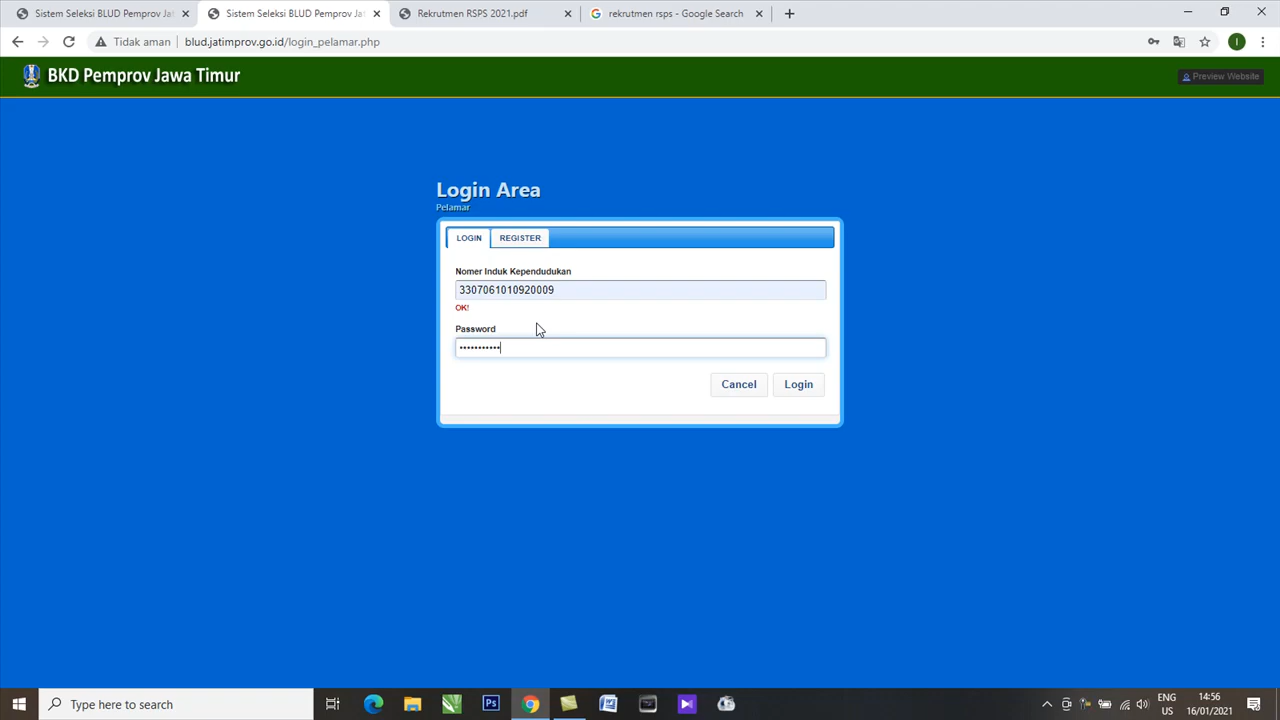 Sistem Seleksi BLUD Pemprov Jat
Sistem Seleksi BLUD Pemprov Jat
Rekrutmen RSPS 2021.pdf
rekrutmen rsps - Google Search
Tidak aman
blud.jatimprov.go.id/login_pelamar.php
BKD Pemprov Jawa Timur
Preview Website
Login Area
Pelamar
LOGIN
REGISTER
Nomer Induk Kependudukan
3307061010920009
OK!
Password
•••••••••••
Cancel
Login
Type here to search
ENG
US
14:56
16/01/2021